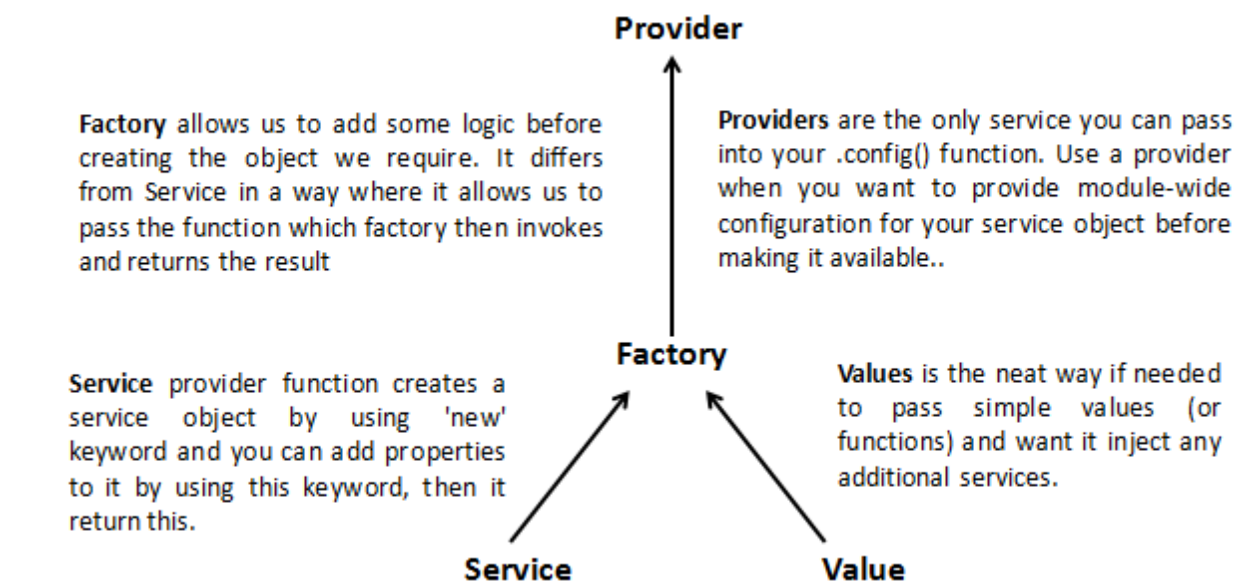 Provider
Factory allows us to add some logic before
creating the object we require. It differs
from Service in a way where it allows us to
pass the function which factory then invokes
and returns the result
Providers are the only service you can pass
into your .config() function. Use a provider
when you want to provide module-wide
configuration for your service object before
making it available..
Factory
Service provider function creates a
service object by using 'new'
keyword and you can add properties
to it by using this keyword, then it
return this.
Values is the neat way if needed
to pass simple values (or
functions) and want it inject any
additional services.
Service
Value